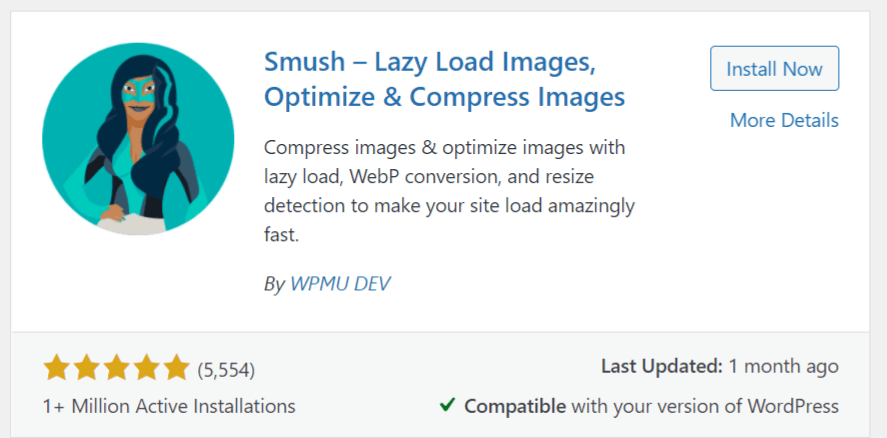 Smush – Lazy Load Images,
Optimize & Compress Images
Install Now
More Details
Compress images & optimize images with
lazy load, WebP conversion, and resize
detection to make your site load amazingly
fast.
By WPMU DEV
(5,554)
Last Updated: 1 month ago
1+ Million Active Installations
Compatible with your version of WordPress